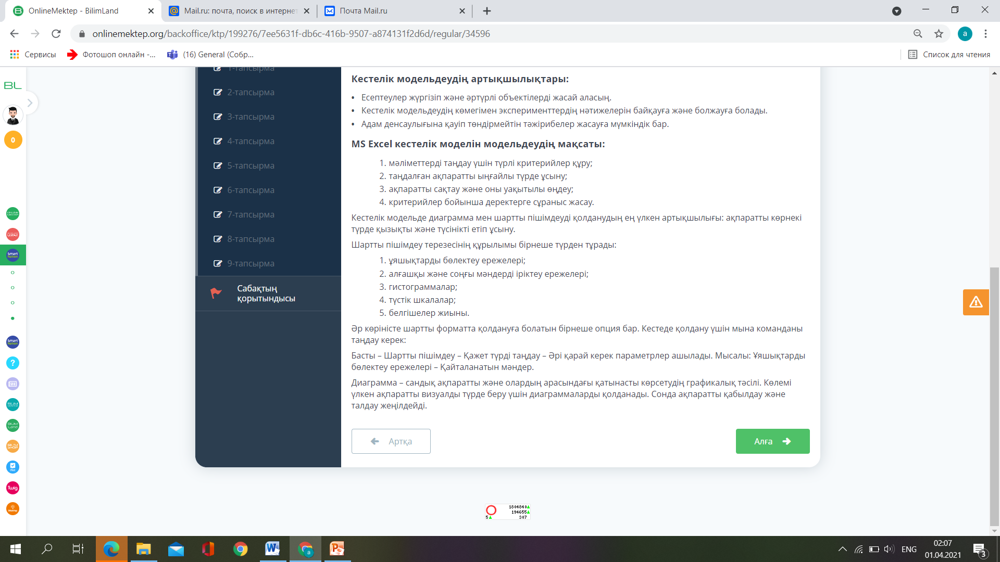 OnlineMektep - BilimLand
Mail.ru: почта, поиск в интернет
Почта Mail.ru
onlinemektep.org/backoffice/ktp/199276/7ee5631f-db6c-416b-9507-a874131f2d6d/regular/34596
a
Сервисы
Фотошоп онлайн -...
(16) General (Собр...
Список для чтения
BL
0
1-тапсырма
2-тапсырма
3-тапсырма
4-тапсырма
5-тапсырма
6-тапсырма
7-тапсырма
8-тапсырма
9-тапсырма
Сабақтың
қорытындысы
Кестелік модельдеудің артықшылықтары:
• Есептеулер жүргізіп және әртүрлі объектілерді жасай аласың.
• Кестелік модельдеудің көмегімен эксперименттердің нәтижелерін байқауға және болжауға болады.
• Адам денсаулығына қауіп төндірмейтін тәжірибелер жасауға мүмкіндік бар.
MS Excel кестелік моделін модельдеудің мақсаты:
1. мәліметтерді таңдау үшін түрлі критерийлер құру;
2. таңдалған ақпаратты ыңғайлы түрде ұсыну;
3. ақпаратты сақтау және оны уақытылы өңдеу;
4. критерийлер бойынша деректерге сұраныс жасау.
Кестелік модельде диаграмма мен шартты пішімдеуді қолданудың ең үлкен артықшылығы: ақпаратты көрнекі
түрде қызықты және түсінікті етіп ұсыну.
Шартты пішімдеу терезесінің құрылымы бірнеше түрден тұрады:
1. ұяшықтарды бөлектеу ережелері;
2. алғашқы және соңғы мәндерді іріктеу ережелері;
3. гистограммалар;
4. түстік шкалалар;
5. белгішелер жиыны.
Әр көріністе шартты форматта қолдануға болатын бірнеше опция бар. Кестеде қолдану үшін мына команданы
таңдау керек:
Басты – Шартты пішімдеу – Қажет түрді таңдау – Әрі қарай керек параметрлер ашылады. Мысалы: Ұяшықтарды
бөлектеу ережелері – Қайталанатын мәндер.
Диаграмма – сандық ақпаратты және олардың арасындағы қатынасты көрсетудің графикалық тәсілі. Көлемі
үлкен ақпаратты визуалды түрде беру үшін диаграммаларды қолданады. Сонда ақпаратты қабылдау және
талдау жеңілдейді.
Артқа
Алға
Smart
Nation
Smart
Nation
?
BILIM
Land
Twig
1804840
194655
5 307
ENG
02:07
01.04.2021
3